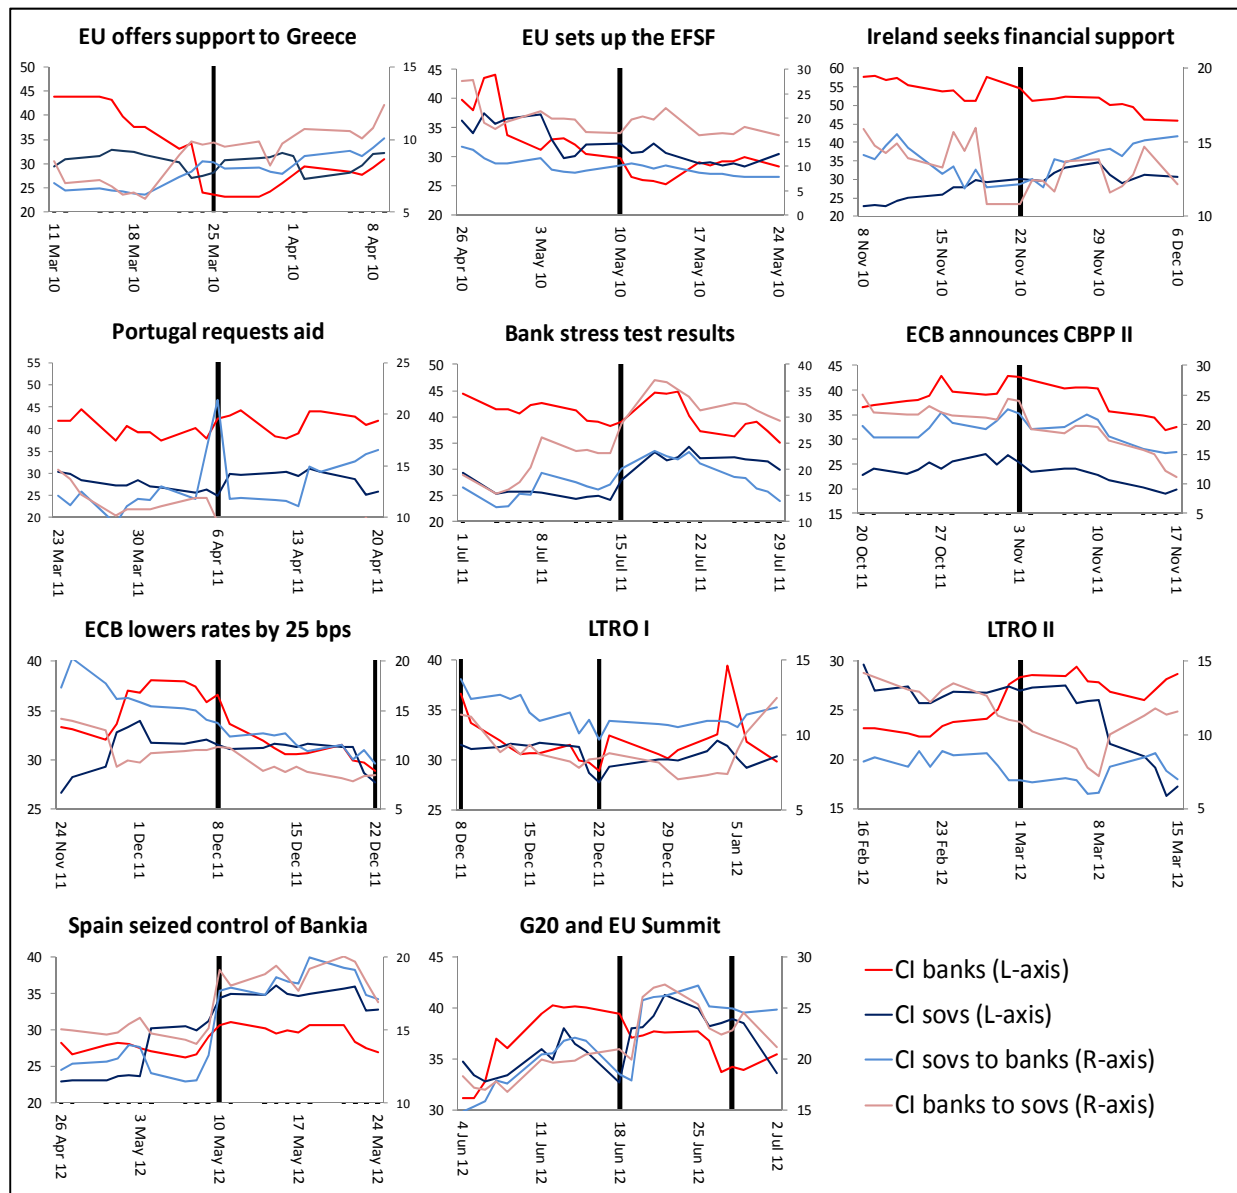 EU offers support to Greece
50
45
40
35
30
25
20
15
10
5
11 Mar 10
18 Mar 10
25 Mar 10
1 Apr 10
8 Apr 10
EU sets up the EFSF
45
40
35
30
25
20
30
25
20
15
10
5
0
26 Apr 10
3 May 10
10 May 10
17 May 10
24 May 10
Ireland seeks financial support
60
55
50
45
40
35
30
25
20
20
15
10
8 Nov 10
15 Nov 10
22 Nov 10
29 Nov 10
6 Dec 10
Portugal requests aid
55
50
45
40
35
30
25
20
25
20
15
10
23 Mar 11
30 Mar 11
6 Apr 11
13 Apr 11
20 Apr 11
Bank stress test results
50
45
40
35
30
25
20
40
35
30
25
20
15
10
1 Jul 11
8 Jul 11
15 Jul 11
22 Jul 11
29 Jul 11
ECB announces CBPP II
45
40
35
30
25
20
15
30
25
20
15
10
5
20 Oct 11
27 Oct 11
3 Nov 11
10 Nov 11
17 Nov 11
ECB lowers rates by 25 bps
40
35
30
25
20
15
10
5
24 Nov 11
1 Dec 11
8 Dec 11
15 Dec 11
22 Dec 11
LTRO I
40
35
30
25
15
10
5
8 Dec 11
15 Dec 11
22 Dec 11
29 Dec 11
5 Jan 12
LTRO II
30
25
20
15
15
10
5
16 Feb 12
23 Feb 12
1 Mar 12
8 Mar 12
15 Mar 12
Spain seized control of Bankia
40
35
30
25
20
20
15
10
26 Apr 12
3 May 12
10 May 12
17 May 12
24 May 12
G20 and EU Summit
45
40
35
30
30
25
20
15
4 Jun 12
11 Jun 12
18 Jun 12
25 Jun 12
2 Jul 12
CI banks (L-axis)
CI sovs (L-axis)
CI sovs to banks (R-axis)
CI banks to sovs (R-axis)